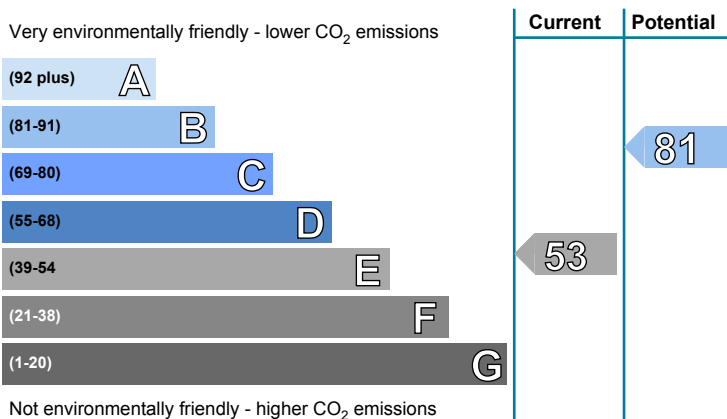 Very environmentally friendly - lower CO2 emissions
Current
Potential
(92 plus) A
(81-91) B
81
(69-80) C
(55-68) D
(39-54 E
53
(21-38) F
(1-20) G
Not environmentally friendly - higher CO2 emissions